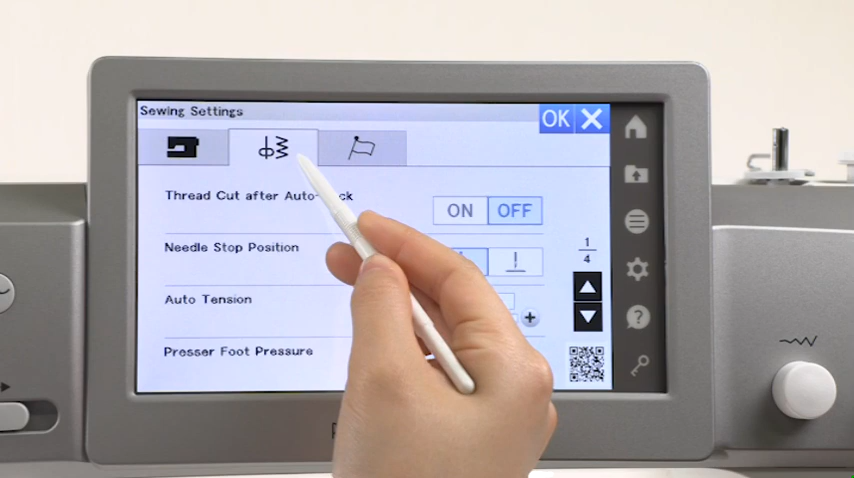 Sewing Settings
OK
Thread Cut after Auto
ON OFF
Needle Stop Position
1
4
Auto Tension
Presser Foot Pressure